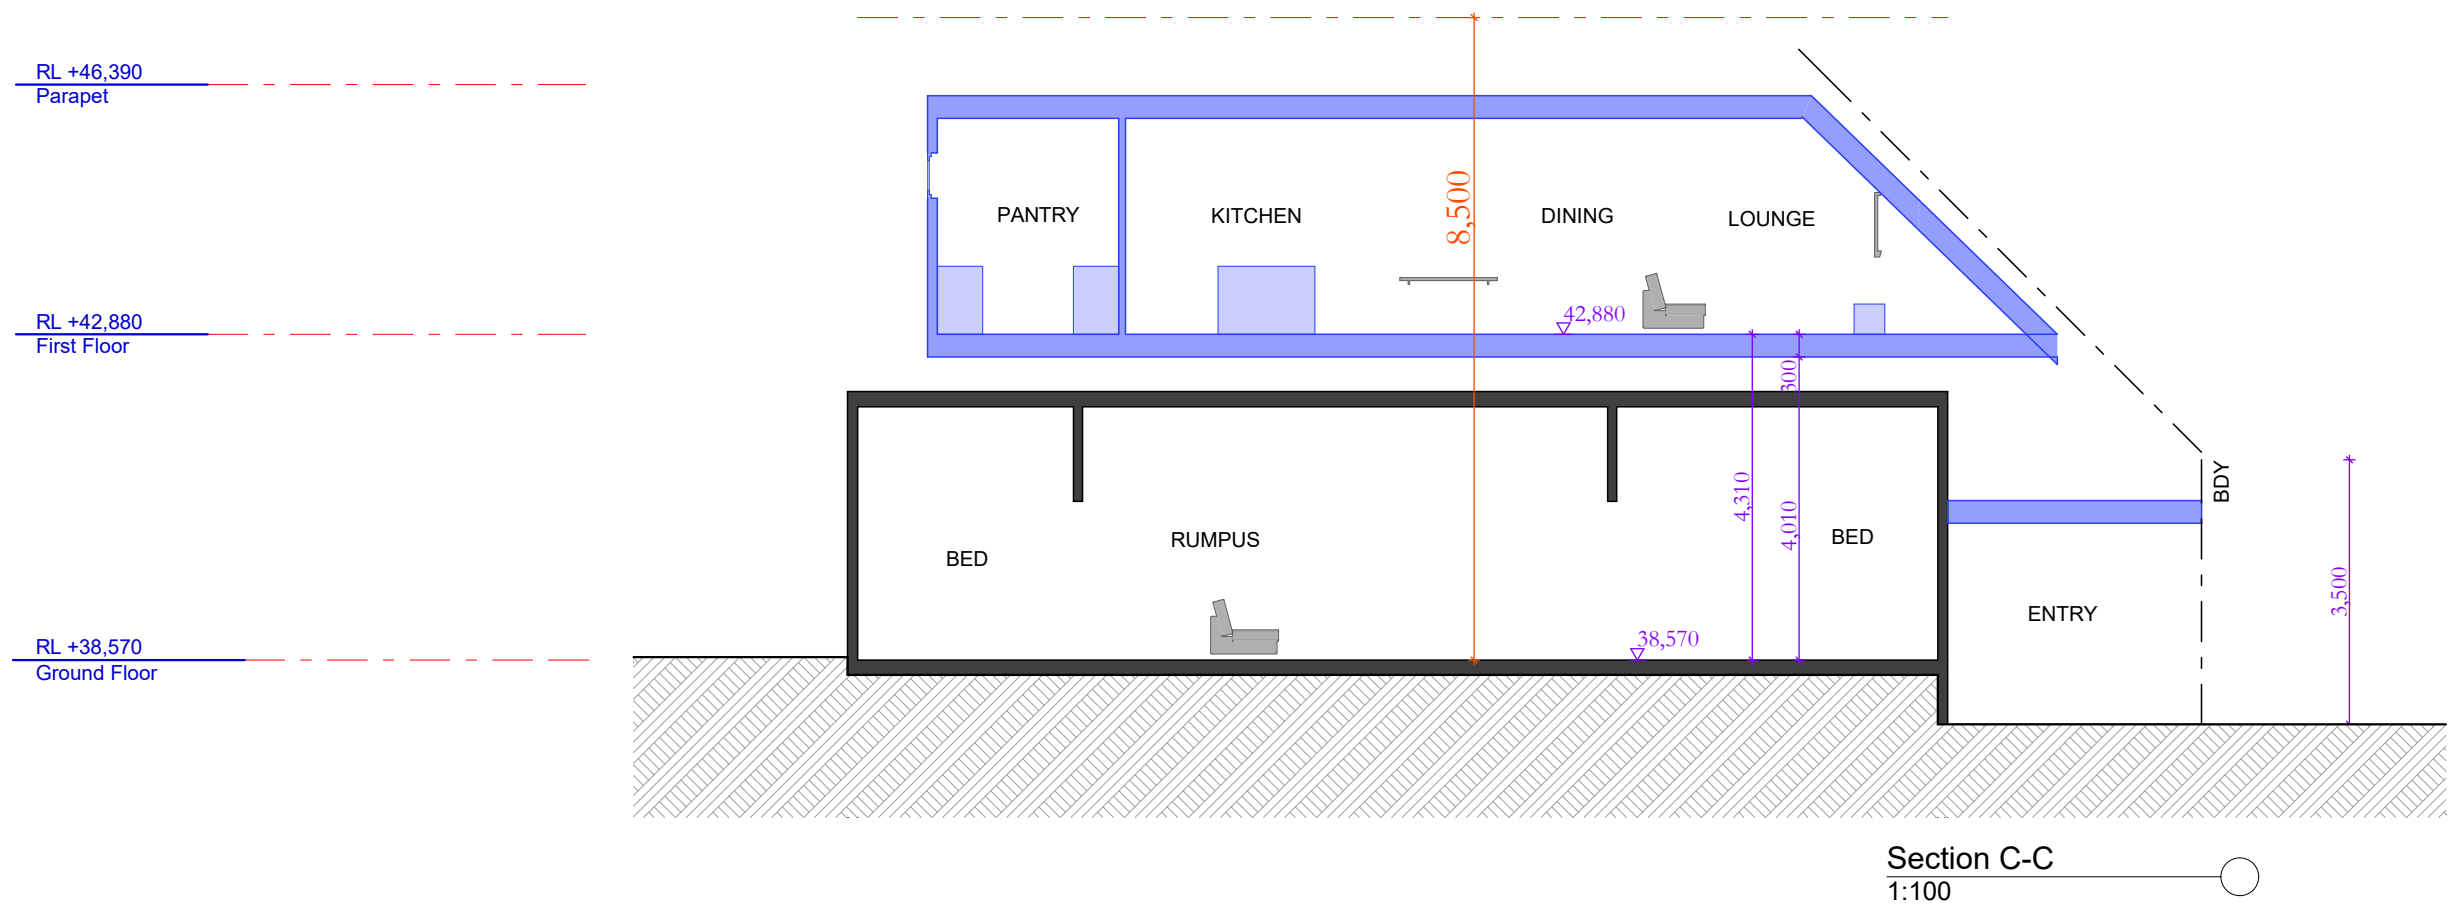 RL +46,390
Parapet
PANTRY
KITCHEN
8,500
DINING
LOUNGE
RL +42,880
First Floor
42,880
300
4,310
4,010
BDY
BED
RUMPUS
BED
3,500
ENTRY
RL +38,570
Ground Floor
38,570
Section C-C
1:100